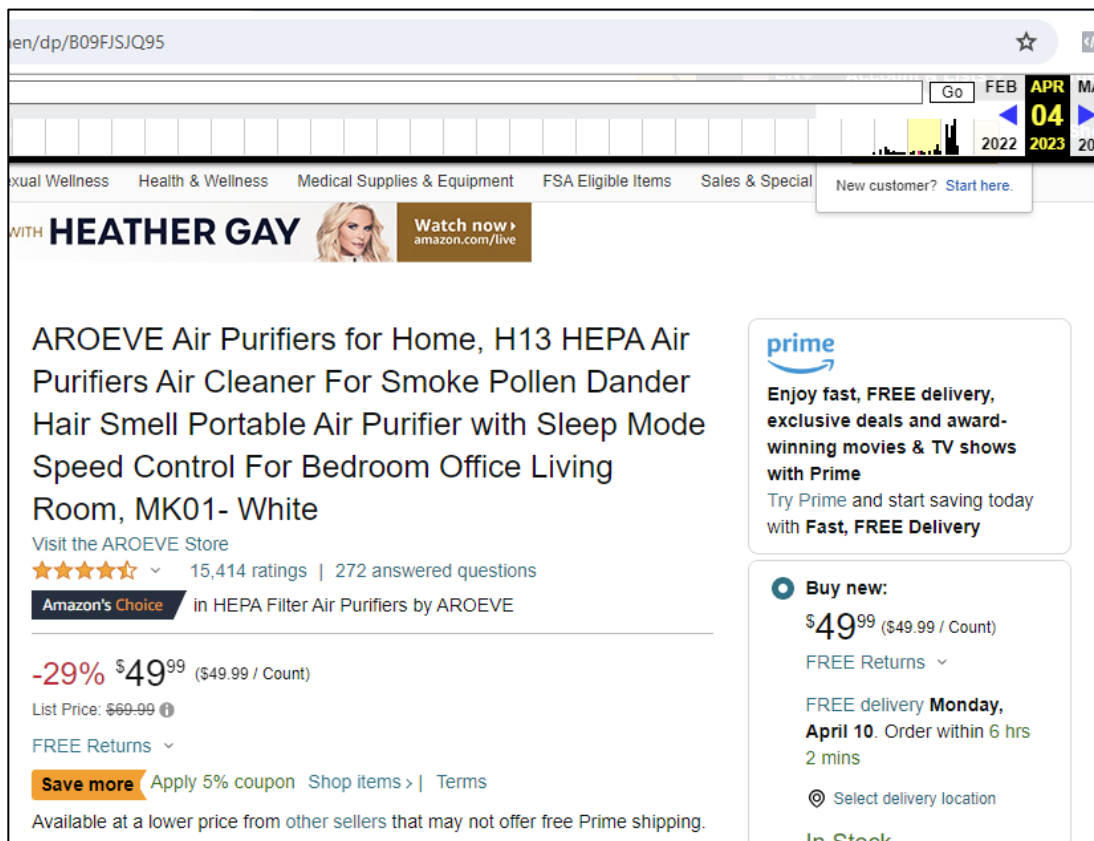 en/dp/B09FJSJQ95
Go
FEB
APR
04
2022
2023
Health & Wellness
Medical Supplies & Equipment
FSA Eligible Items
Sales & Special
Wellness
New customer? Start here.
WITH HEATHER GAY
Watch now
amazon.com/live
AROEVE Air Purifiers for Home, H13 HEPA Air
Purifiers Air Cleaner For Smoke Pollen Dander
Hair Smell Portable Air Purifier with Sleep Mode
Speed Control For Bedroom Office Living
Room, MK01- White
Visit the AROEVE Store
15,414 ratings | 272 answered questions
Amazon's Choice in HEPA Filter Air Purifiers by AROEVE
-29% $4999 ($49.99 / Count)
List Price: $69.99
FREE Returns
Save more Apply 5% coupon Shop items > | Terms
Available at a lower price from other sellers that may not offer free Prime shipping.
prime
Enjoy fast, FREE delivery,
exclusive deals and award-
winning movies & TV shows
with Prime
Try Prime and start saving today
with Fast, FREE Delivery
Buy new:
$4999 ($49.99 / Count)
FREE Returns
FREE delivery Monday,
April 10. Order within 6 hrs
2 mins
Select delivery location
In Stock